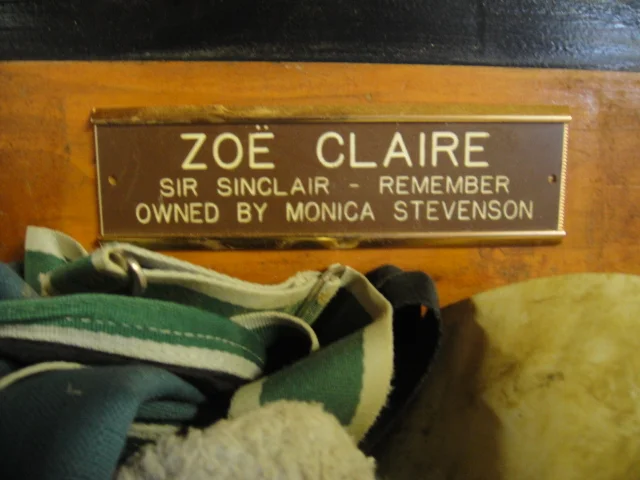 ZOË CLAIRE
SIR SINCLAIR - REMEMBER
OWNED BY MONICA STEVENSON